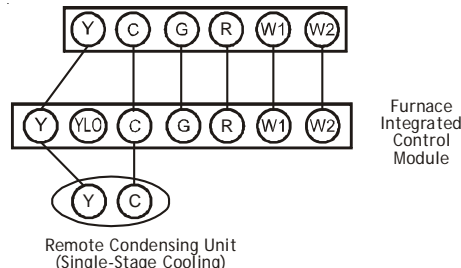 Y C G R W1 W2
Y YLO C G R W1 W2
Furnace
Integrated
Control
Module
Y C
Remote Condensing Unit
(Single-Stage Cooling)